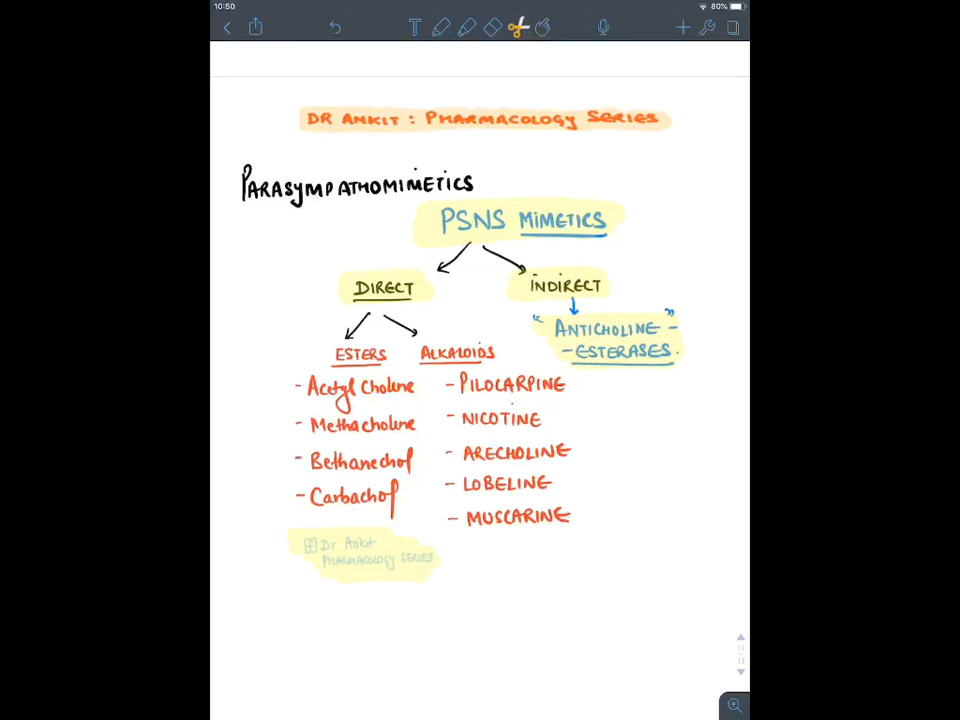 10:50
80%
DR ANKIT : PHARMACOLOGY SERIES
PARASYMPATHOMIMETICS
PSNS MIMETICS
DIRECT
INDIRECT
" ANTICHOLINE - "
- ESTERASES.
ESTERS
ALKALOIDS
- Acetyl Choline
- Methacholine
- Bethanechol
- Carbachol
- PILOCARPINE
- NICOTINE
- ARECHOLINE
- LOBELINE
- MUSCARINE
Dr Ankit
PHARMACOLOGY SERIES